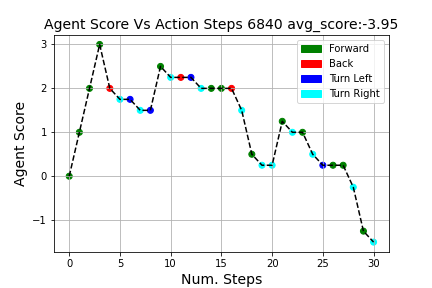 Agent Score Vs Action Steps 6840 avg_score:-3.95
Agent Score
3
2
1
0
−1
Forward
Back
Turn Left
Turn Right
0 5 10 15 20 25 30
Num. Steps